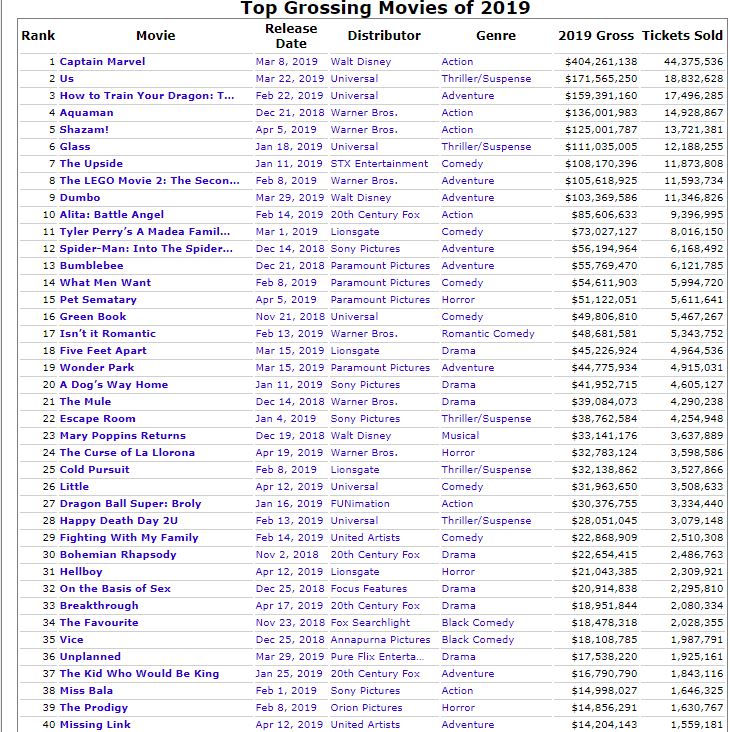 Top Grossing Movies of 2019
Rank Movie Release Date Distributor Genre 2019 Gross Tickets Sold
1 Captain Marvel Mar 8, 2019 Walt Disney Action $404,261,138 44,375,536
2 Us Mar 22, 2019 Universal Thriller/Suspense $171,565,250 18,832,628
3 How to Train Your Dragon: T... Feb 22, 2019 Universal Adventure $159,391,160 17,496,285
4 Aquaman Dec 21, 2018 Warner Bros. Action $136,001,983 14,928,867
5 Shazam! Apr 5, 2019 Warner Bros. Action $125,001,787 13,721,381
6 Glass Jan 18, 2019 Universal Thriller/Suspense $111,035,005 12,188,255
7 The Upside Jan 11, 2019 STX Entertainment Comedy $108,170,396 11,873,808
8 The LEGO Movie 2: The Secon... Feb 8, 2019 Warner Bros. Adventure $105,618,925 11,593,734
9 Dumbo Mar 29, 2019 Walt Disney Adventure $103,369,586 11,346,826
10 Alita: Battle Angel Feb 14, 2019 20th Century Fox Action $85,606,633 9,396,995
11 Tyler Perry's A Madea Famil... Mar 1, 2019 Lionsgate Comedy $73,027,127 8,016,150
12 Spider-Man: Into The Spider... Dec 14, 2018 Sony Pictures Adventure $56,194,964 6,168,492
13 Bumblebee Dec 21, 2018 Paramount Pictures Adventure $55,769,470 6,121,785
14 What Men Want Feb 8, 2019 Paramount Pictures Comedy $54,611,903 5,994,720
15 Pet Sematary Apr 5, 2019 Paramount Pictures Horror $51,122,051 5,611,641
16 Green Book Nov 21, 2018 Universal Comedy $49,806,810 5,467,267
17 Isn't it Romantic Feb 13, 2019 Warner Bros. Romantic Comedy $48,681,581 5,343,752
18 Five Feet Apart Mar 15, 2019 Lionsgate Drama $45,226,924 4,964,536
19 Wonder Park Mar 15, 2019 Paramount Pictures Adventure $44,775,934 4,915,031
20 A Dog's Way Home Jan 11, 2019 Sony Pictures Drama $41,952,715 4,605,127
21 The Mule Dec 14, 2018 Warner Bros. Drama $39,084,073 4,290,238
22 Escape Room Jan 4, 2019 Sony Pictures Thriller/Suspense $38,762,584 4,254,948
23 Mary Poppins Returns Dec 19, 2018 Walt Disney Musical $33,141,176 3,637,889
24 The Curse of La Llorona Apr 19, 2019 Warner Bros. Horror $32,783,124 3,598,586
25 Cold Pursuit Feb 8, 2019 Lionsgate Thriller/Suspense $32,138,862 3,527,866
26 Little Apr 12, 2019 Universal Comedy $31,963,650 3,508,633
27 Dragon Ball Super: Broly Jan 16, 2019 FUNimation Action $30,376,755 3,334,440
28 Happy Death Day 2U Feb 13, 2019 Universal Thriller/Suspense $28,051,045 3,079,148
29 Fighting With My Family Feb 14, 2019 United Artists Comedy $22,868,909 2,510,308
30 Bohemian Rhapsody Nov 2, 2018 20th Century Fox Drama $22,654,415 2,486,763
31 Hellboy Apr 12, 2019 Lionsgate Horror $21,043,385 2,309,921
32 On the Basis of Sex Dec 25, 2018 Focus Features Drama $20,914,838 2,295,810
33 Breakthrough Apr 17, 2019 20th Century Fox Drama $18,951,844 2,080,334
34 The Favourite Nov 23, 2018 Fox Searchlight Black Comedy $18,478,318 2,028,355
35 Vice Dec 25, 2018 Annapurna Pictures Black Comedy $18,108,785 1,987,791
36 Unplanned Mar 29, 2019 Pure Flix Enterta... Drama $17,538,220 1,925,161
37 The Kid Who Would Be King Jan 25, 2019 20th Century Fox Adventure $16,790,790 1,843,116
38 Miss Bala Feb 1, 2019 Sony Pictures Action $14,998,027 1,646,325
39 The Prodigy Feb 8, 2019 Orion Pictures Horror $14,856,291 1,630,767
40 Missing Link Apr 12, 2019 United Artists Adventure $14,204,143 1,559,181